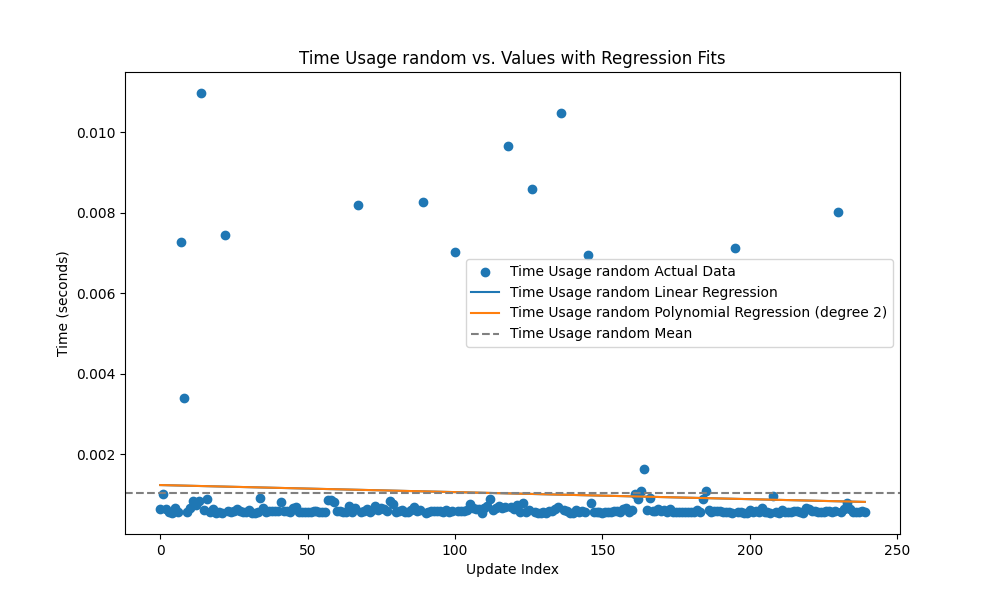 Time Usage random vs. Values with Regression Fits
Time (seconds)
0.010
0.008
0.006
0.004
0.002
Time Usage random Actual Data
Time Usage random Linear Regression
Time Usage random Polynomial Regression (degree 2)
Time Usage random Mean
0 50 100 150 200 250
Update Index